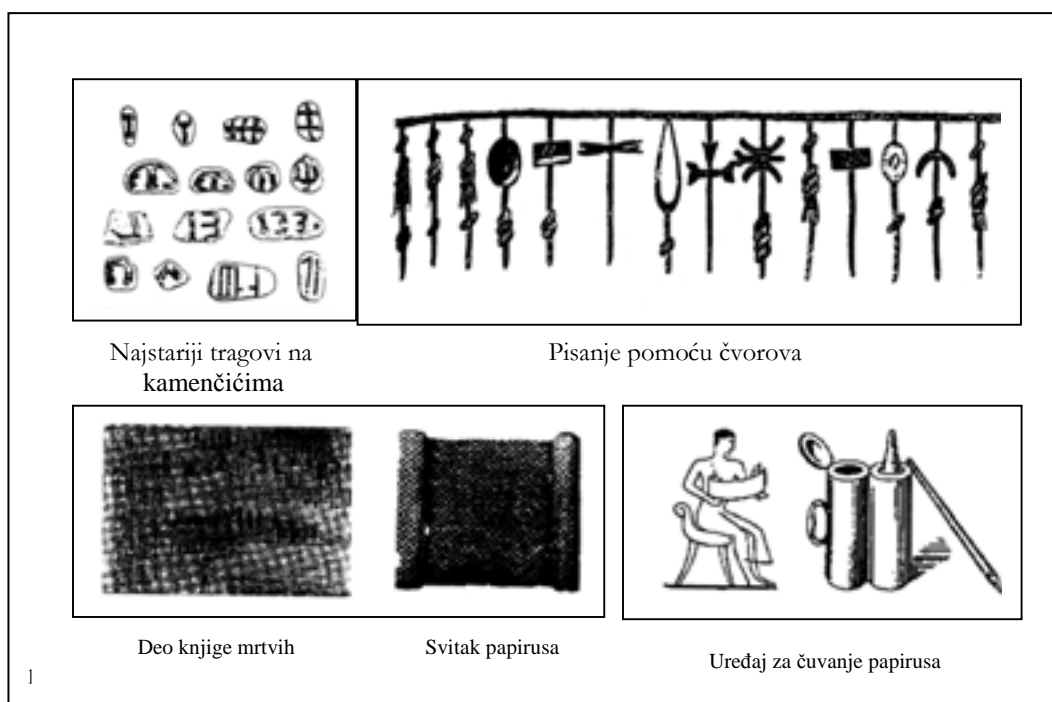 Najstariji tragovi na
kamenčićima
Pisanje pomoću čvorova
Deo knjige mrtvih
Svitak papirusa
Uređaj za čuvanje papirusa
]